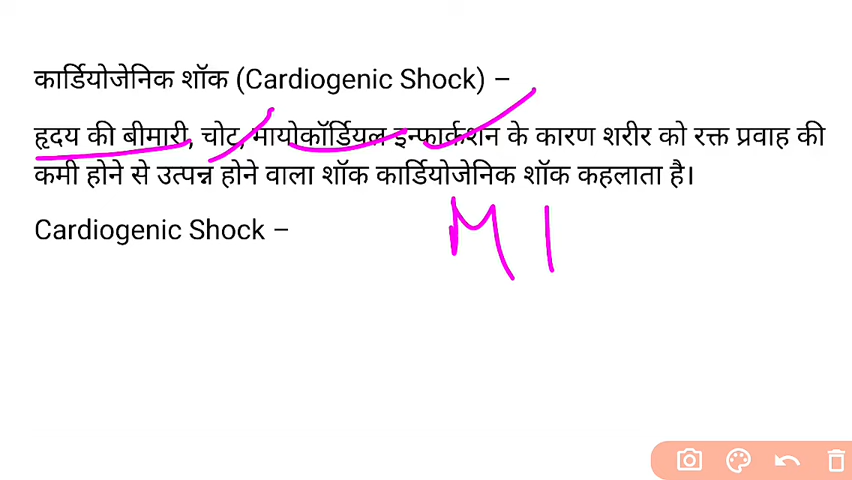 कार्डियोजेनिक शॉक (Cardiogenic Shock) –
हृदय की बीमारी, चोट, मायोकॉर्डियल इन्फार्कशन के कारण शरीर को रक्त प्रवाह की
कमी होने से उत्पन्न होने वाला शॉक कार्डियोजेनिक शॉक कहलाता है।
Cardiogenic Shock –
MI